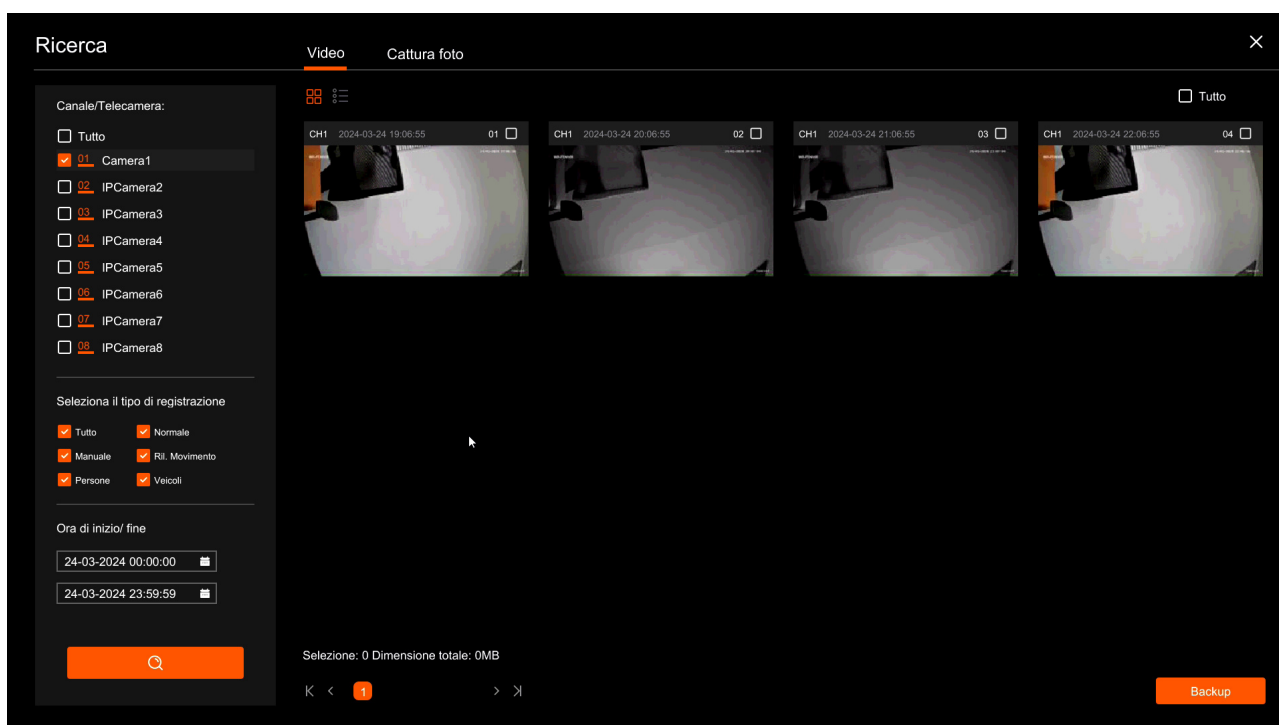 Ricerca
Video
Cattura foto
Canale/Telecamera:
Tutto
01 Camera1
02 IPCamera2
03 IPCamera3
04 IPCamera4
05 IPCamera5
06 IPCamera6
07 IPCamera7
08 IPCamera8
Seleziona il tipo di registrazione
Tutto Normale
Manuale Ril. Movimento
Persone Veicoli
Ora di inizio/ fine
24-03-2024 00:00:00
24-03-2024 23:59:59
Tutto
CH1 2024-03-24 19:06:55 01
CH1 2024-03-24 20:06:55 02
CH1 2024-03-24 21:06:55 03
CH1 2024-03-24 22:06:55 04
Selezione: 0 Dimensione totale: 0MB
1
Backup